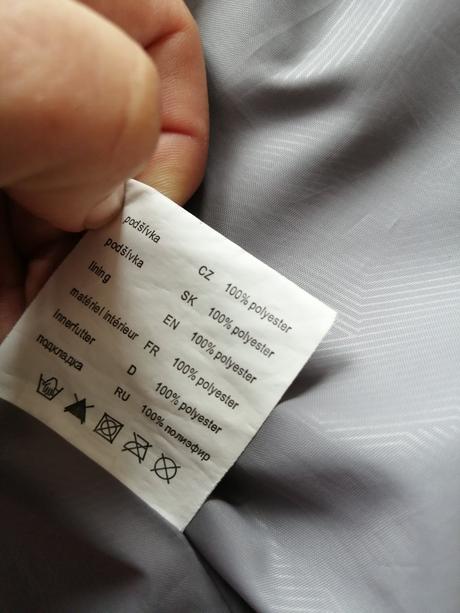 podšívka CZ 100% polyester
podšívka SK 100% polyester
lining EN 100% polyester
matériel intérieur FR 100% polyester
Innerfutter D 100% polyester
подкладка RU 100% полиэфир